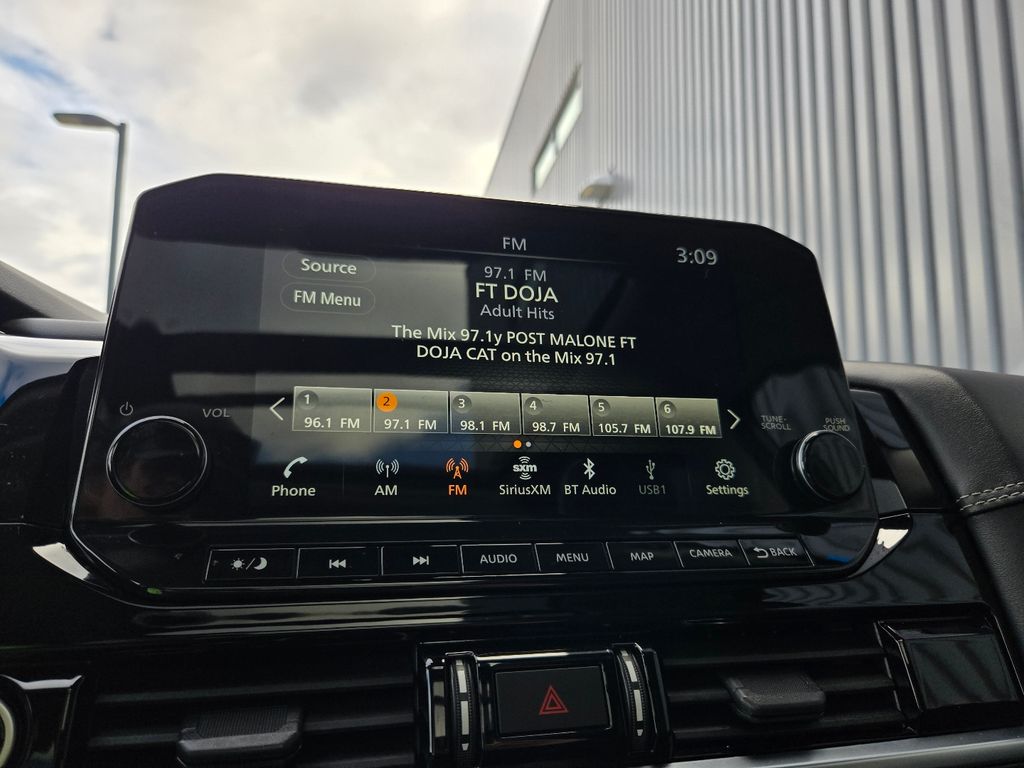 FM
3:09
Source
FM Menu
97.1 FM
FT DOJA
Adult Hits
The Mix 97.1y POST MALONE FT
DOJA CAT on the Mix 97.1
1 2 3 4 5 6
96.1 FM 97.1 FM 98.1 FM 98.7 FM 105.7 FM 107.9 FM
VOL
TUNE-
SCROLL
PUSH
SOUND
sxm
Phone AM FM SiriusXM BT Audio USB1 Settings
AUDIO MENU MAP CAMERA BACK